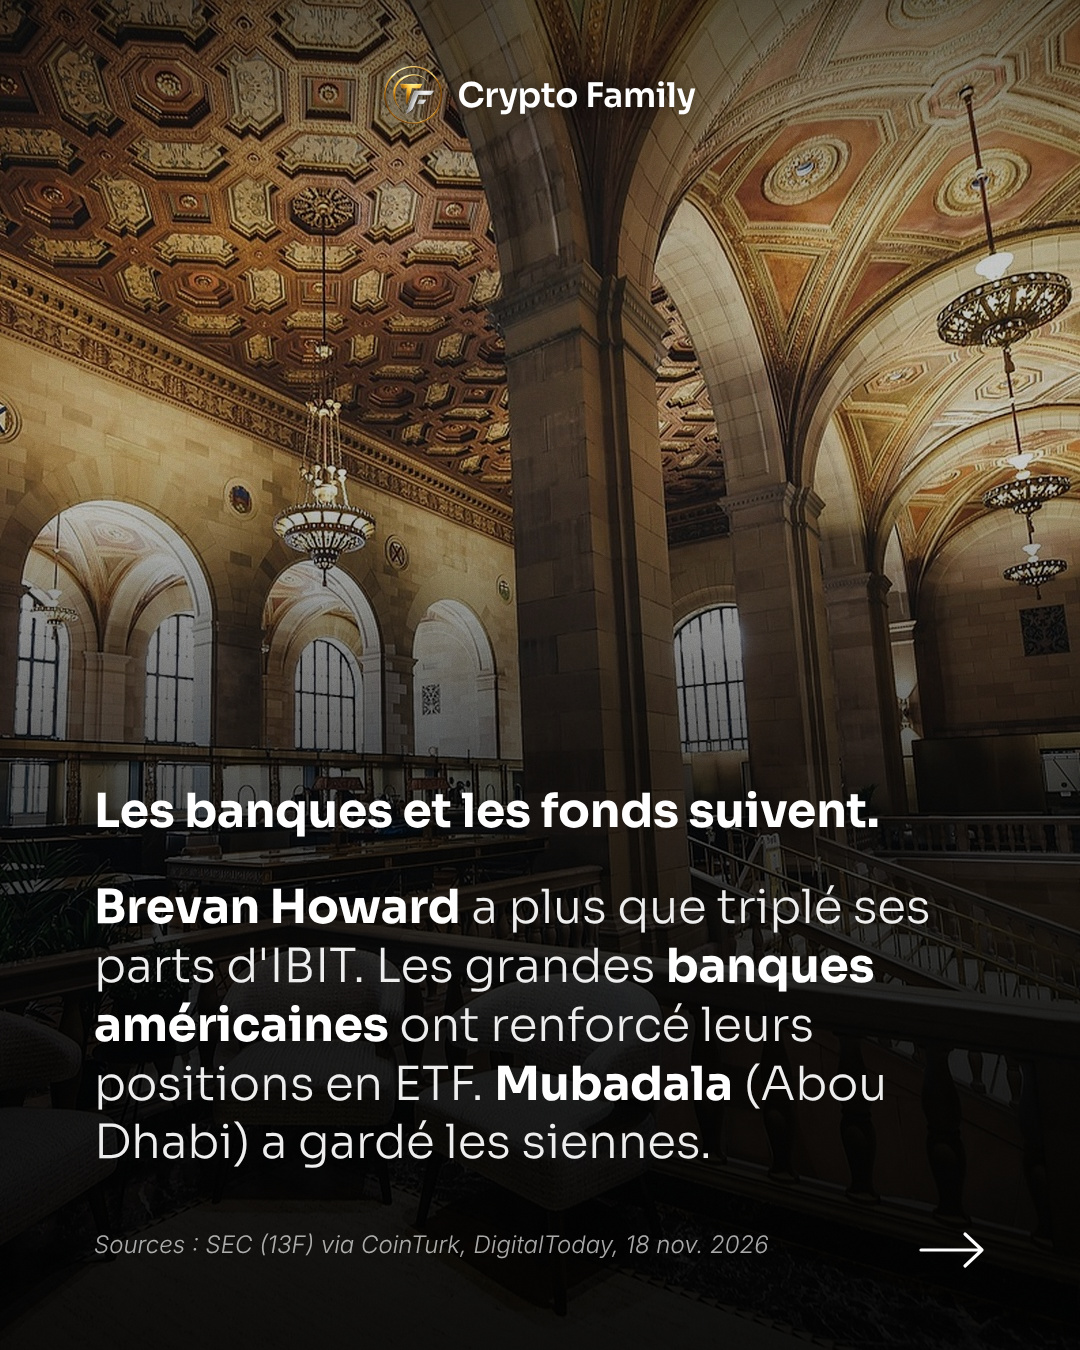 Crypto Family
Les banques et les fonds suivent.
Brevan Howard a plus que triplé ses
parts d'IBIT. Les grandes banques
américaines ont renforcé leurs
positions en ETF. Mubadala (Abou
Dhabi) a gardé les siennes.
Sources : SEC (13F) via CoinTurk, DigitalToday, 18 nov. 2026